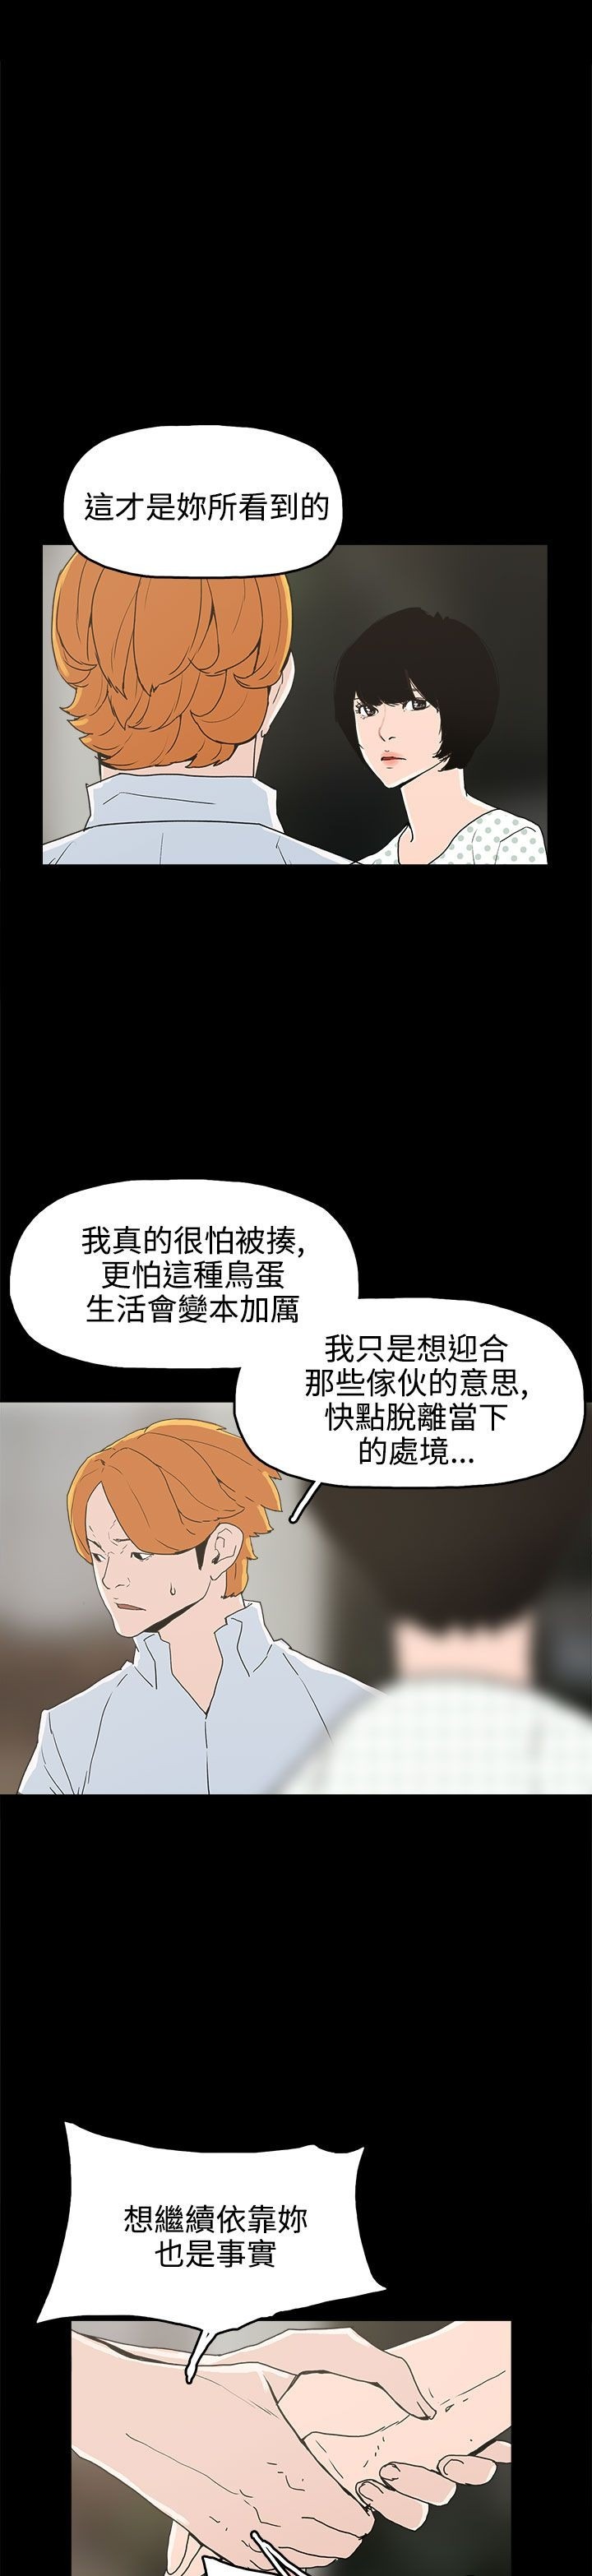 這才是妳所看到的
我真的很怕被揍,
更怕這種鳥蛋
生活會變本加厲
我只是想迎合
那些傢伙的意思,
快點脫離當下
的處境...
想繼續依靠妳
也是事實